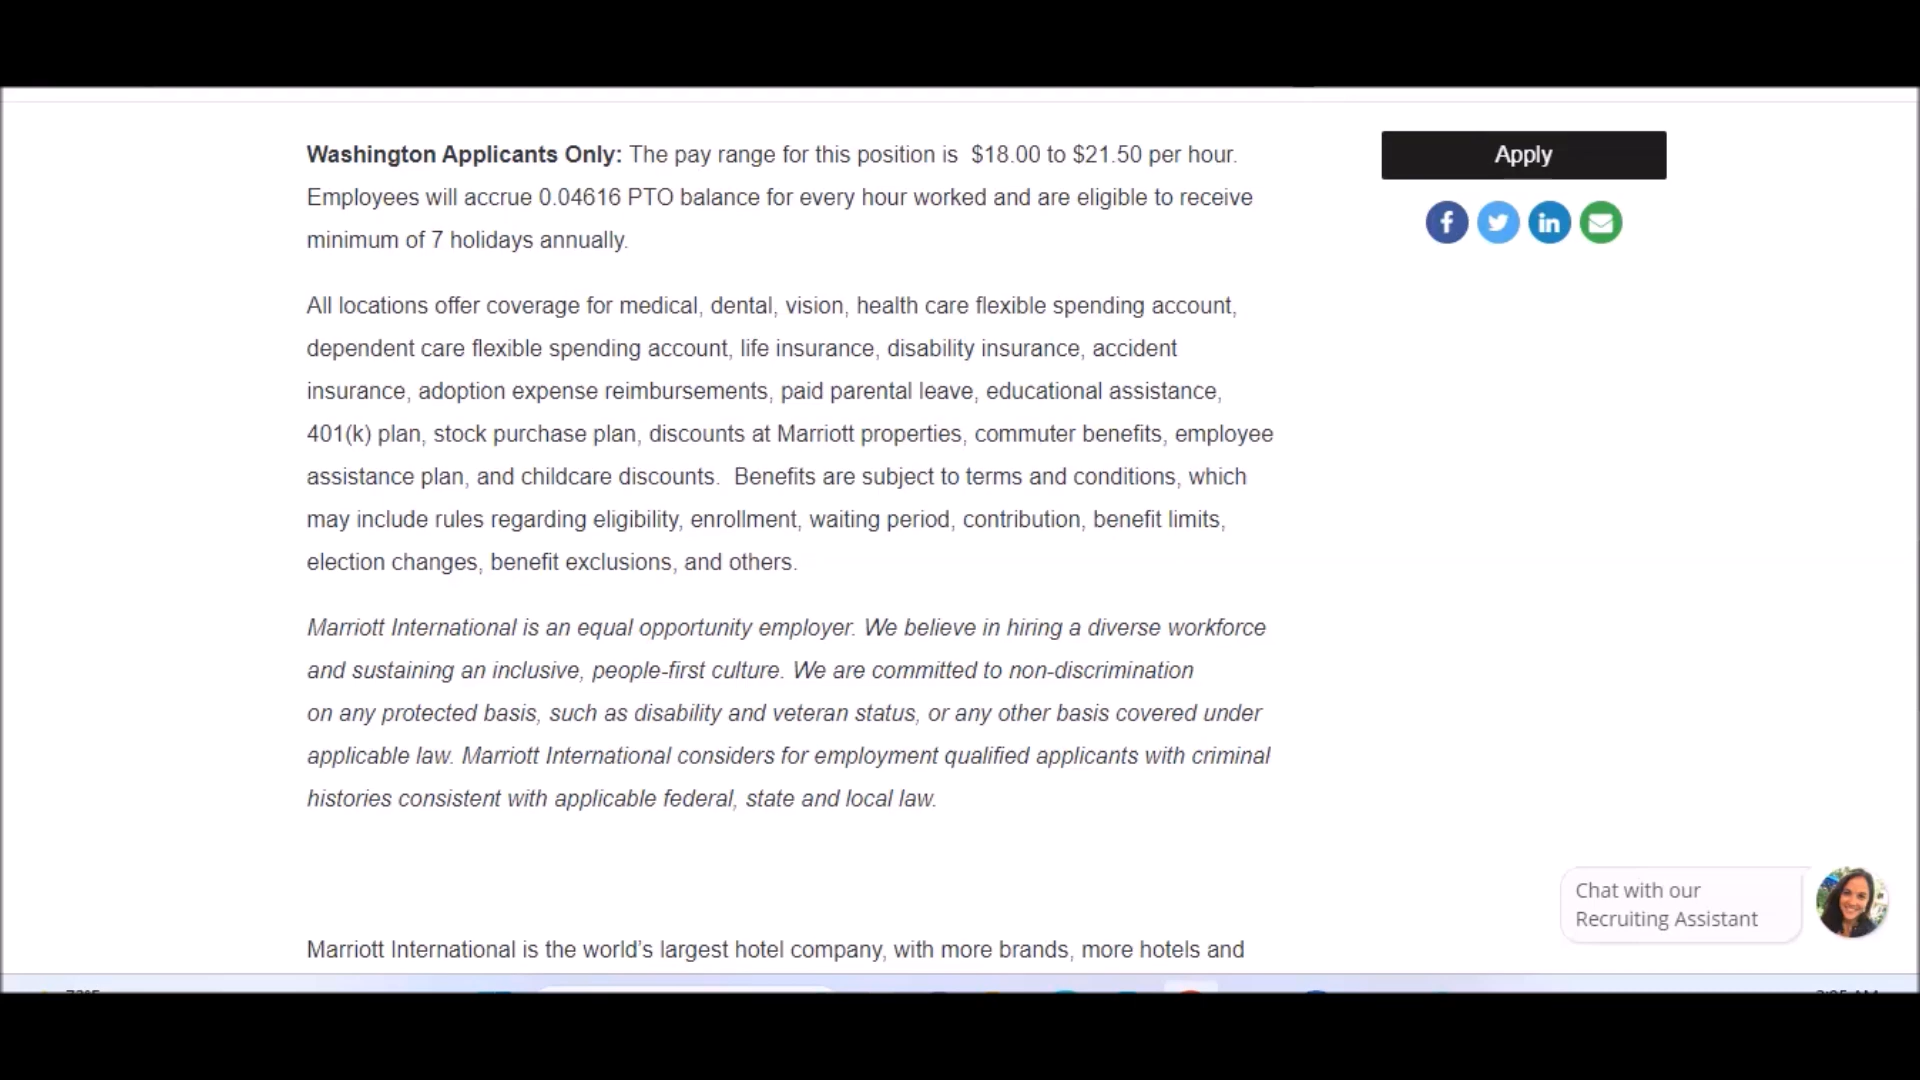 Washington Applicants Only: The pay range for this position is  $18.00 to $21.50 per hour.
Employees will accrue 0.04616 PTO balance for every hour worked and are eligible to receive
minimum of 7 holidays annually.
All locations offer coverage for medical, dental, vision, health care flexible spending account,
dependent care flexible spending account, life insurance, disability insurance, accident
insurance, adoption expense reimbursements, paid parental leave, educational assistance,
401(k) plan, stock purchase plan, discounts at Marriott properties, commuter benefits, employee
assistance plan, and childcare discounts.  Benefits are subject to terms and conditions, which
may include rules regarding eligibility, enrollment, waiting period, contribution, benefit limits,
election changes, benefit exclusions, and others.
Marriott International is an equal opportunity employer. We believe in hiring a diverse workforce
and sustaining an inclusive, people-first culture. We are committed to non-discrimination
on any protected basis, such as disability and veteran status, or any other basis covered under
applicable law. Marriott International considers for employment qualified applicants with criminal
histories consistent with applicable federal, state and local law.
Marriott International is the world's largest hotel company, with more brands, more hotels and
Apply
Chat with our
Recruiting Assistant